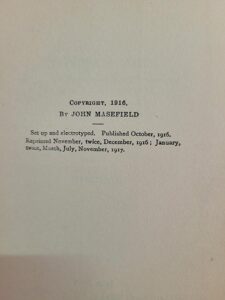 COPYRIGHT, 1916,
BY JOHN MASEFIELD
Set up and electrotyped. Published October, 1916.
Reprinted November, twice, December, 1916; January,
twice, March, July, November, 1917.